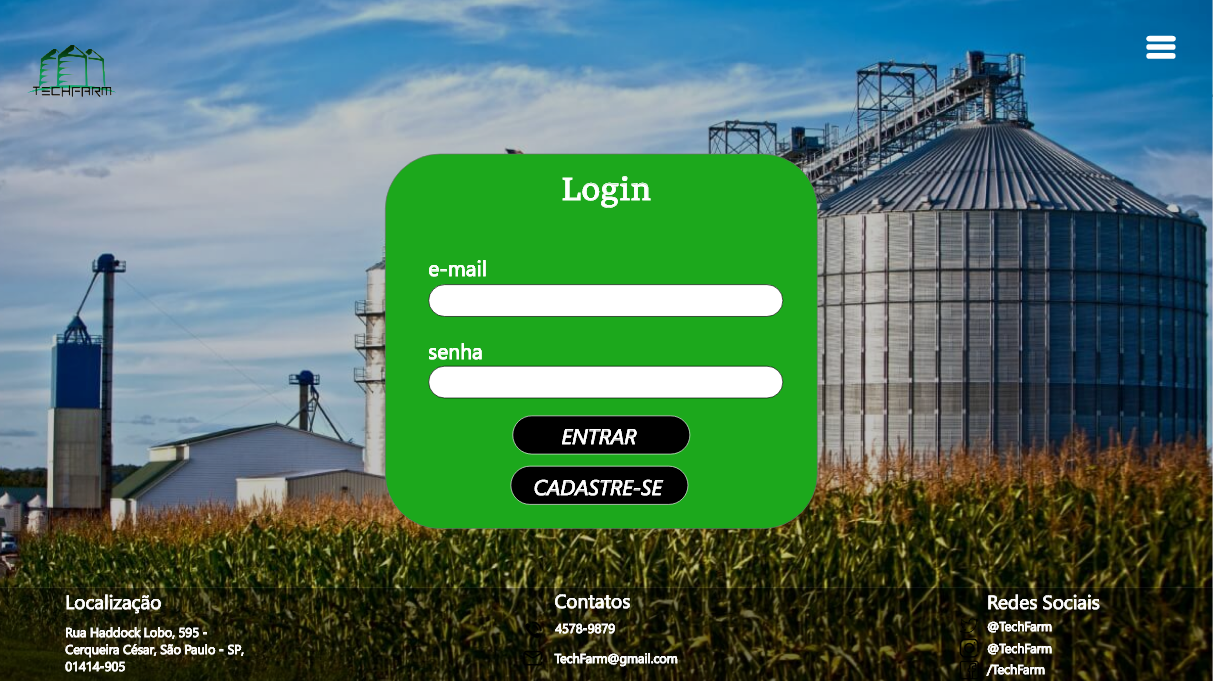 TECHFARM
Login
e-mail
senha
ENTRAR
CADASTRE-SE
Localização
Rua Haddock Lobo, 595 -
Cerqueira César, São Paulo - SP,
01414-905
Contatos
4578-9879
TechFarm@gmail.com
Redes Sociais
@TechFarm
@TechFarm
/TechFarm